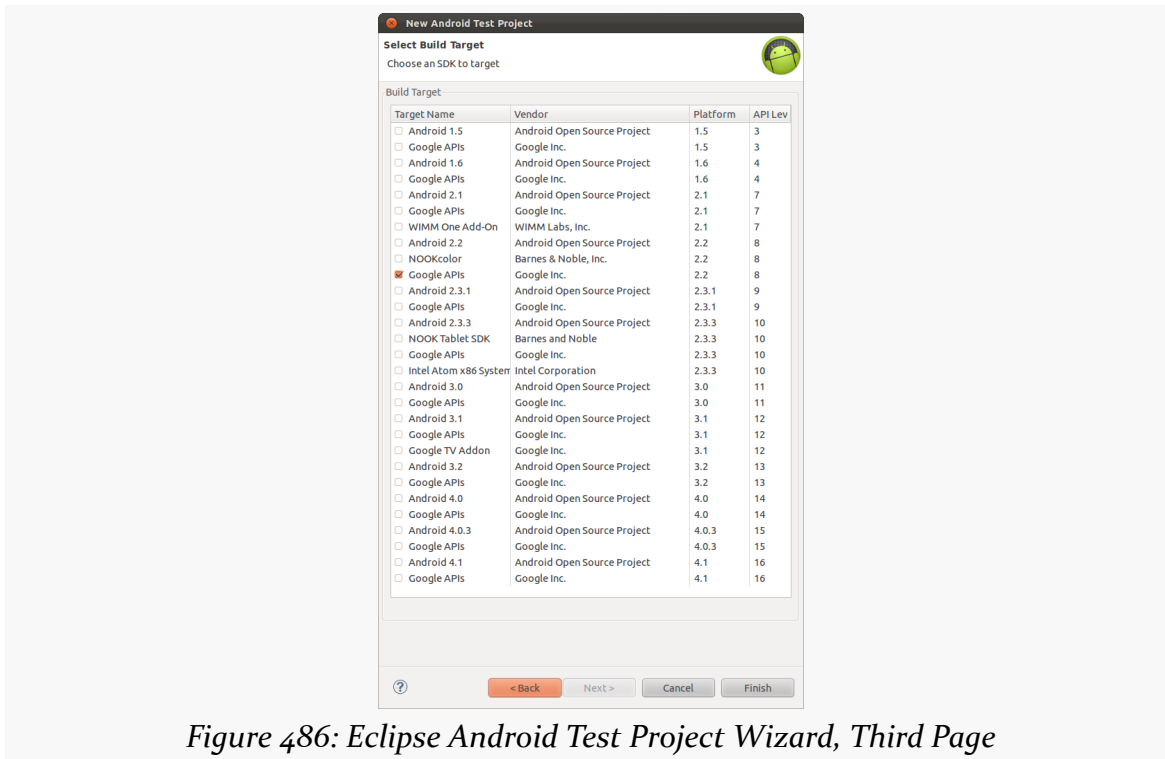 New Android Test Project
Select Build Target
Choose an SDK to target
Build Target
Target Name Vendor Platform API Lev
Android 1.5 Android Open Source Project 1.5 3
Google APIs Google Inc. 1.5 3
Android 1.6 Android Open Source Project 1.6 4
Google APIs Google Inc. 1.6 4
Android 2.1 Android Open Source Project 2.1 7
Google APIs Google Inc. 2.1 7
WIMM One Add-On WIMM Labs, Inc. 2.1 7
Android 2.2 Android Open Source Project 2.2 8
NOOKcolor Barnes & Noble, Inc. 2.2 8
Google APIs Google Inc. 2.2 8
Android 2.3.1 Android Open Source Project 2.3.1 9
Google APIs Google Inc. 2.3.1 9
Android 2.3.3 Android Open Source Project 2.3.3 10
NOOK Tablet SDK Barnes and Noble 2.3.3 10
Google APIs Google Inc. 2.3.3 10
Intel Atom x86 System Intel Corporation 2.3.3 10
Android 3.0 Android Open Source Project 3.0 11
Google APIs Google Inc. 3.0 11
Android 3.1 Android Open Source Project 3.1 12
Google APIs Google Inc. 3.1 12
Google TV Addon Google Inc. 3.1 12
Android 3.2 Android Open Source Project 3.2 13
Google APIs Google Inc. 3.2 13
Android 4.0 Android Open Source Project 4.0 14
Google APIs Google Inc. 4.0 14
Android 4.0.3 Android Open Source Project 4.0.3 15
Google APIs Google Inc. 4.0.3 15
Android 4.1 Android Open Source Project 4.1 16
Google APIs Google Inc. 4.1 16
? < Back Next > Cancel Finish
Figure 486: Eclipse Android Test Project Wizard, Third Page